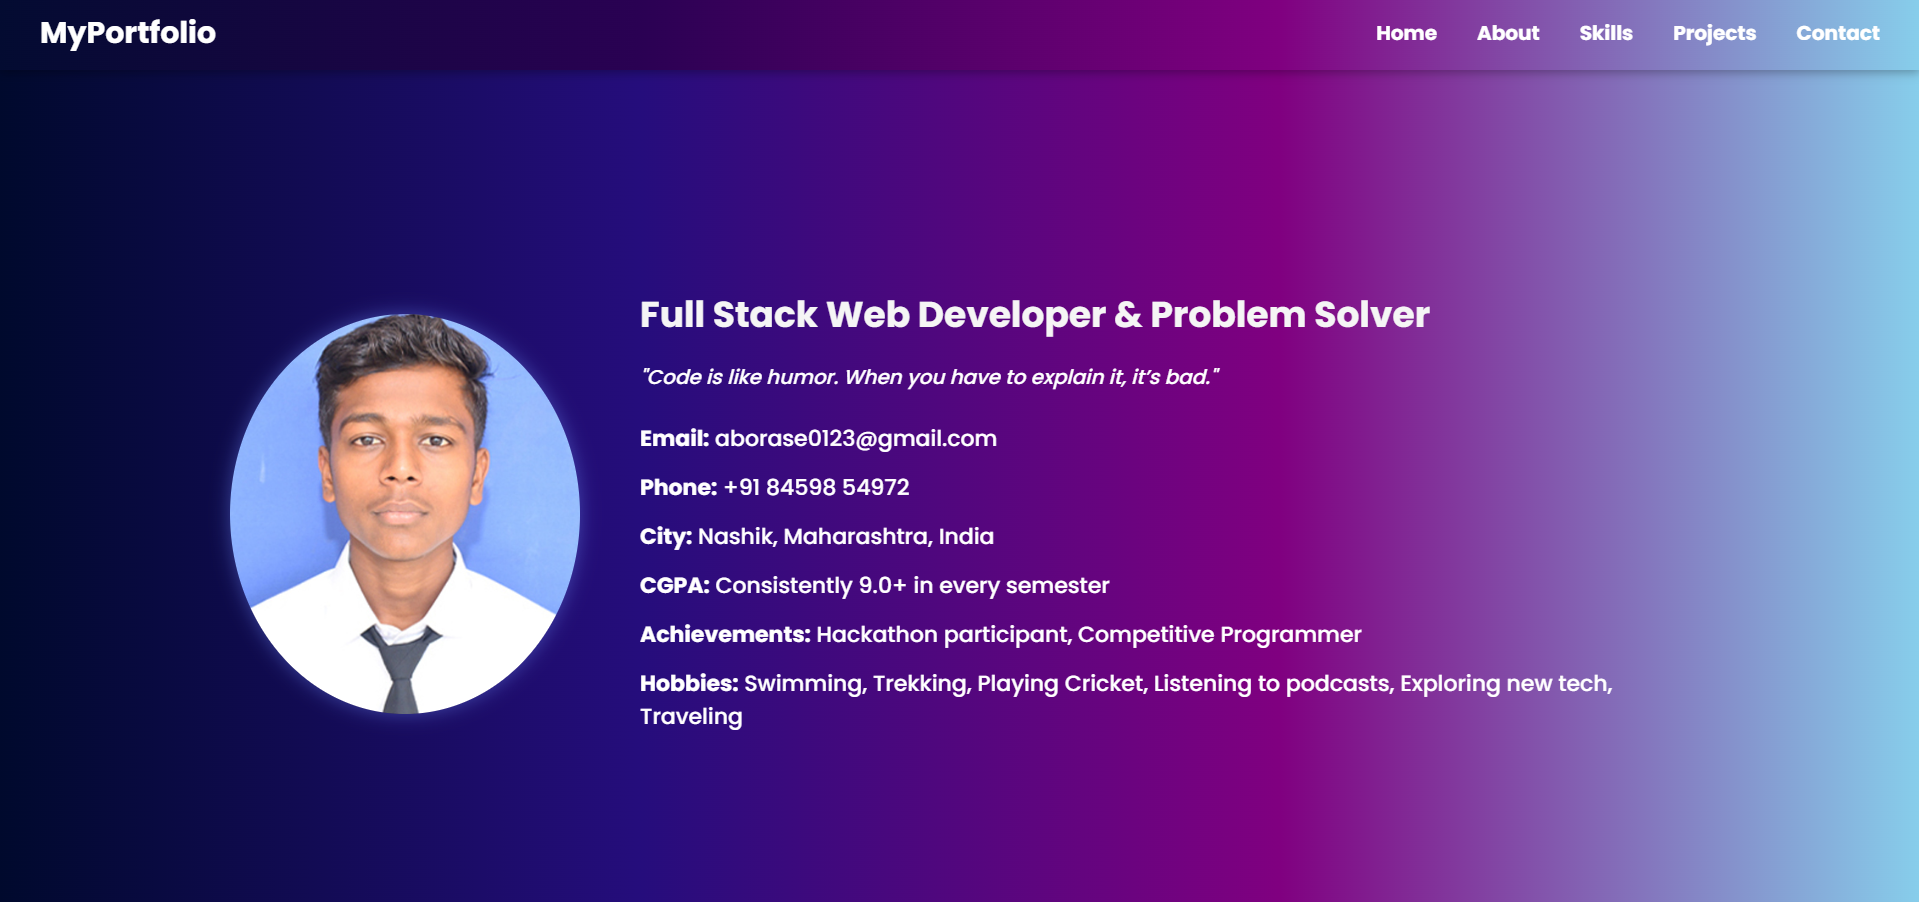 MyPortfolio
Home About Skills Projects Contact
Full Stack Web Developer & Problem Solver
"Code is like humor. When you have to explain it, it’s bad."
Email: aborase0123@gmail.com
Phone: +91 84598 54972
City: Nashik, Maharashtra, India
CGPA: Consistently 9.0+ in every semester
Achievements: Hackathon participant, Competitive Programmer
Hobbies: Swimming, Trekking, Playing Cricket, Listening to podcasts, Exploring new tech,
Traveling